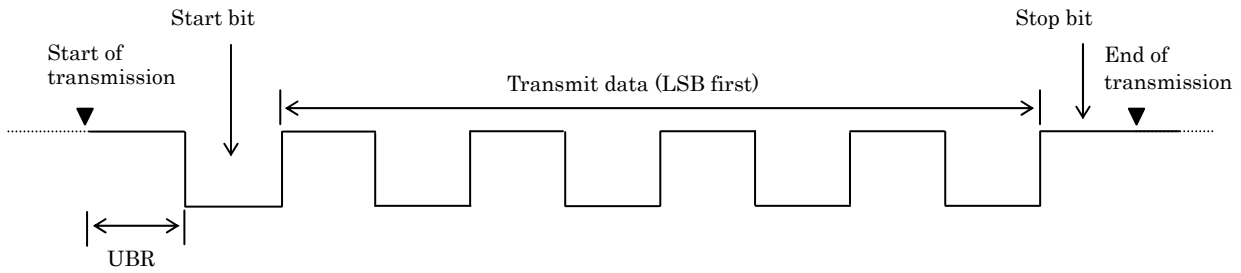 Start bit
Stop bit
Start of
transmission
End of
transmission
Transmit data (LSB first)
UBR